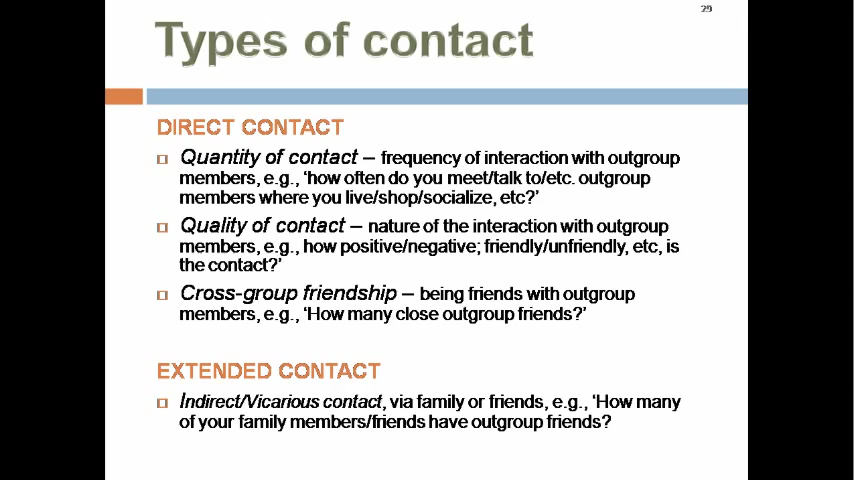 29
Types of contact
DIRECT CONTACT
Quantity of contact – frequency of interaction with outgroup
members, e.g., ‘how often do you meet/talk to/etc. outgroup
members where you live/shop/socialize, etc?’
Quality of contact – nature of the interaction with outgroup
members, e.g., how positive/negative; friendly/unfriendly, etc, is
the contact?’
Cross-group friendship – being friends with outgroup
members, e.g., ‘How many close outgroup friends?’
EXTENDED CONTACT
Indirect/Vicarious contact, via family or friends, e.g., ‘How many
of your family members/friends have outgroup friends?